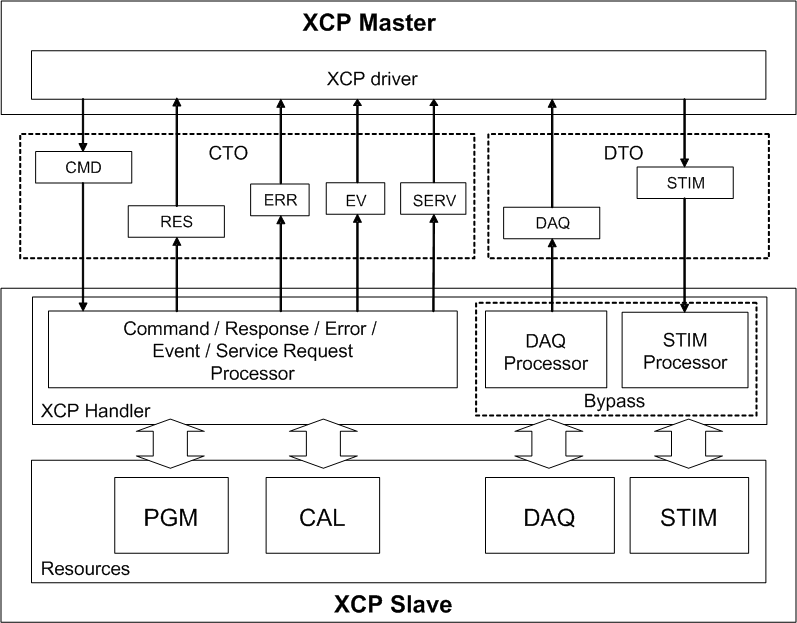 XCP Master
XCP driver
CTO
DTO
CMD
STIM
RES
ERR
EV
SERV
DAQ
Command / Response / Error /
Event / Service Request
Processor
DAQ
Processor
STIM
Processor
Bypass
XCP Handler
PGM
CAL
DAQ
STIM
Resources
XCP Slave